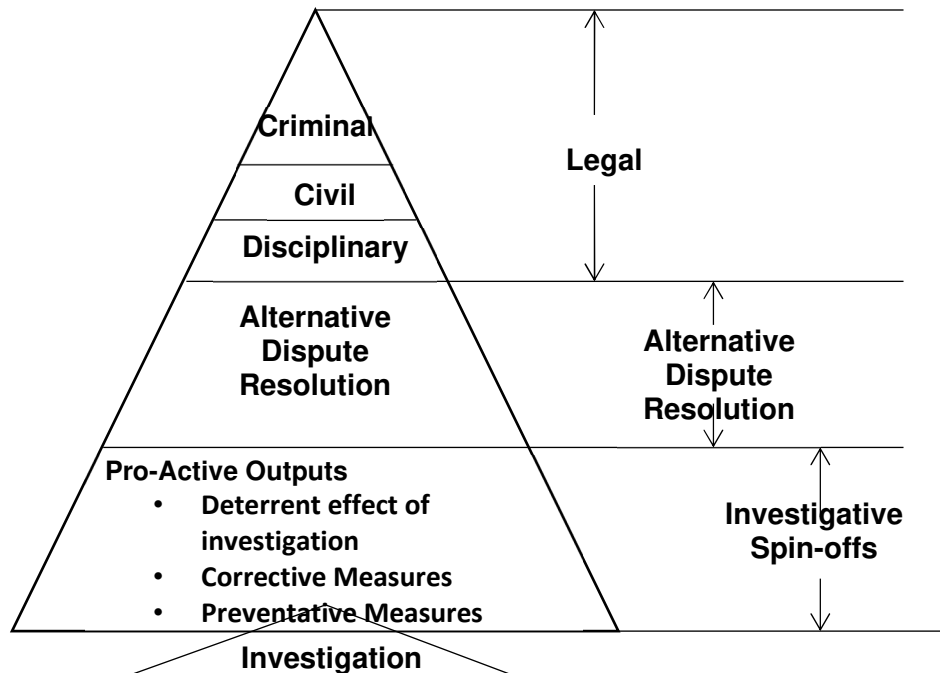 Criminal
Civil
Disciplinary
Legal
Alternative
Dispute
Resolution
Alternative
Dispute
Resolution
Pro-Active Outputs
• Deterrent effect of
investigation
• Corrective Measures
• Preventative Measures
Investigative
Spin-offs
Investigation